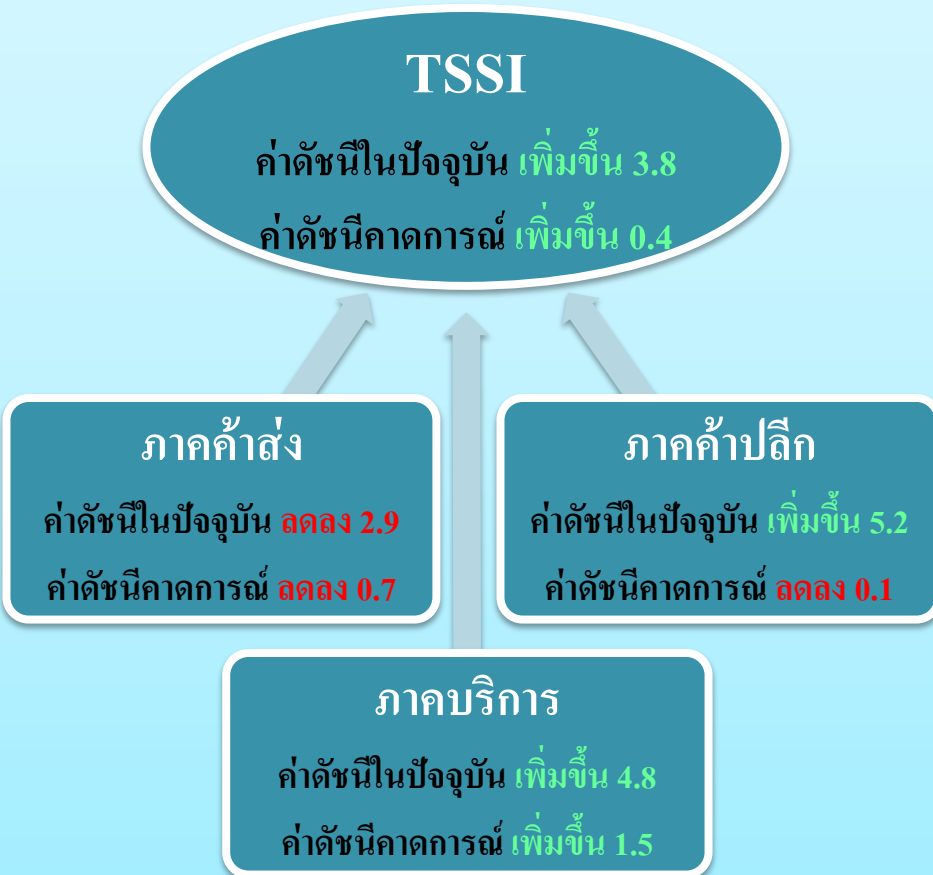 TSSI
ค่าดัชนีในปัจจุบัน เพิ่มขึ้น 3.8
ค่าดัชนีคาดการณ์ เพิ่มขึ้น 0.4
ภาคค้าส่ง
ค่าดัชนีในปัจจุบัน ลดลง 2.9
ค่าดัชนีคาดการณ์ ลดลง 0.7
ภาคค้าปลีก
ค่าดัชนีในปัจจุบัน เพิ่มขึ้น 5.2
ค่าดัชนีคาดการณ์ ลดลง 0.1
ภาคบริการ
ค่าดัชนีในปัจจุบัน เพิ่มขึ้น 4.8
ค่าดัชนีคาดการณ์ เพิ่มขึ้น 1.5